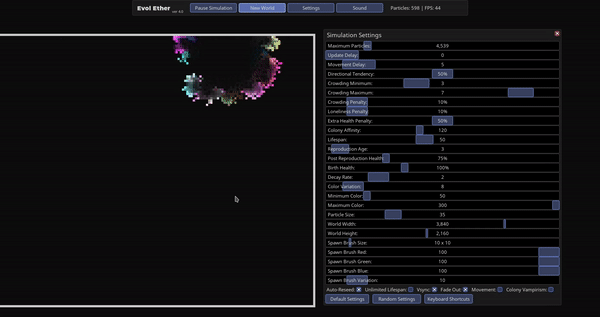 Evol Ether
ver 4.0
Pause Simulation
New World
Settings
Sound
Particles: 598 | FPS: 44
Simulation Settings
Maximum Particles: 4,539
Update Delay: 0
Movement Delay: 5
Directional Tendency: 50%
Crowding Minimum: 3
Crowding Maximum: 7
Crowding Penalty: 10%
Loneliness Penalty: 10%
Extra Health Penalty: 50%
Colony Affinity: 120
Lifespan: 50
Reproduction Age: 3
Post Reproduction Health: 75%
Birth Health: 100%
Decay Rate: 2
Color Variation: 8
Minimum Color: 50
Maximum Color: 300
Particle Size: 35
World Width: 3,840
World Height: 2,160
Spawn Brush Size: 10 x 10
Spawn Brush Red: 100
Spawn Brush Green: 100
Spawn Brush Blue: 100
Spawn Brush Variation: 10
Auto-Reseed: Unlimited Lifespan: Vsync: Fade Out: Movement: Colony Vampirism:
Default Settings
Random Settings
Keyboard Shortcuts